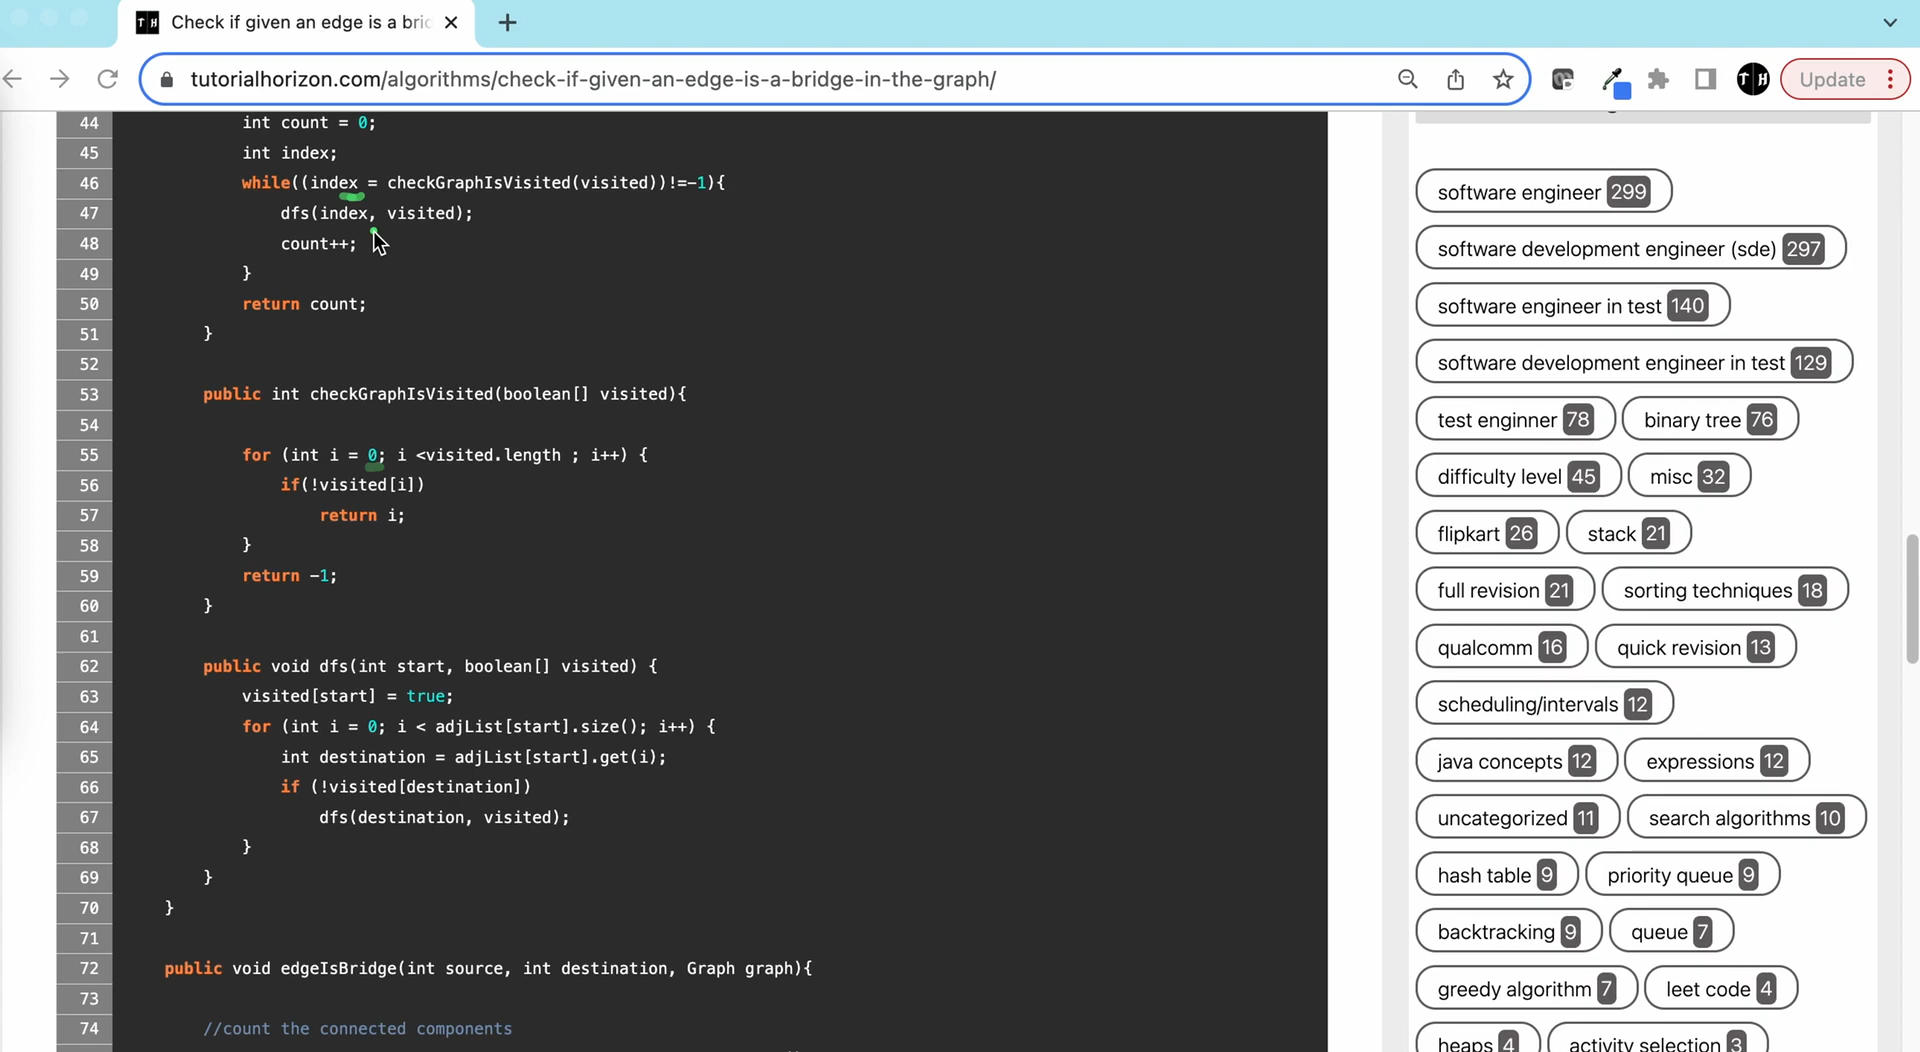 Check if given an edge is a bri
tutorialhorizon.com/algorithms/check-if-given-an-edge-is-a-bridge-in-the-graph/
TH
Update
44 int count = 0;
45 int index;
46 while((index = checkGraphIsVisited(visited))!=-1){
47 dfs(index, visited);
48 count++;
49 }
50 return count;
51 }
52
53 public int checkGraphIsVisited(boolean[] visited){
54
55 for (int i = 0; i <visited.length ; i++) {
56 if(!visited[i])
57 return i;
58 }
59 return -1;
60 }
61
62 public void dfs(int start, boolean[] visited) {
63 visited[start] = true;
64 for (int i = 0; i < adjList[start].size(); i++) {
65 int destination = adjList[start].get(i);
66 if (!visited[destination])
67 dfs(destination, visited);
68 }
69 }
70 }
71
72 public void edgeIsBridge(int source, int destination, Graph graph){
73
74 //count the connected components
software engineer 299
software development engineer (sde) 297
software engineer in test 140
software development engineer in test 129
test enginner 78 binary tree 76
difficulty level 45 misc 32
flipkart 26 stack 21
full revision 21 sorting techniques 18
qualcomm 16 quick revision 13
scheduling/intervals 12
java concepts 12 expressions 12
uncategorized 11 search algorithms 10
hash table 9 priority queue 9
backtracking 9 queue 7
greedy algorithm 7 leet code 4
heaps 4 activity selection 3